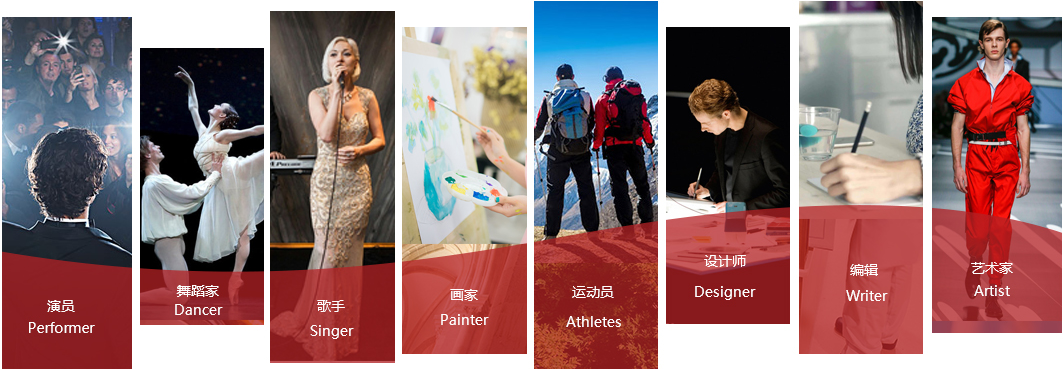 演员
Performer
舞蹈家
Dancer
歌手
Singer
画家
Painter
运动员
Athletes
设计师
Designer
编辑
Writer
艺术家
Artist